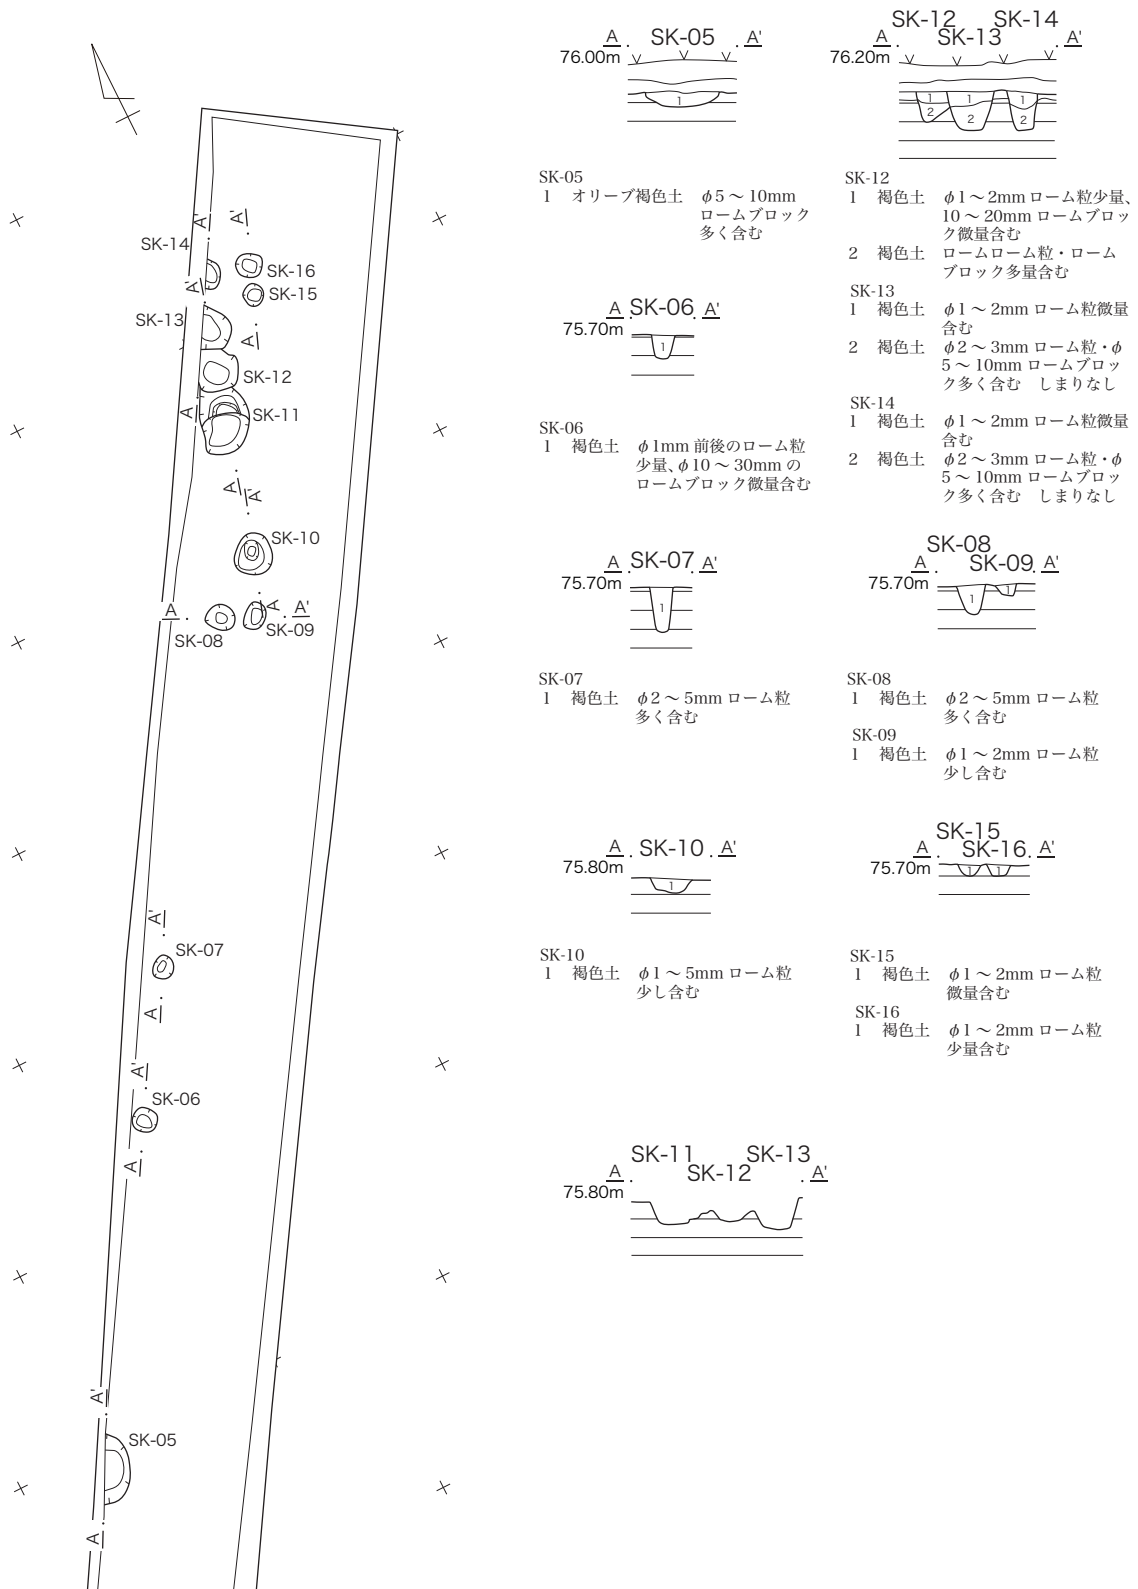 A'
A'
SK-14
SK-16
SK-15
A'
SK-13
A
SK-12
A
SK-11
A
A'
SK-10
A
A
A'
SK-08
SK-09
A'
SK-07
A
A'
SK-06
A
A'
SK-05
A
A SK-05 A'
76.00m
1
SK-05
1 オリーブ褐色土 φ5～10mm
ロームブロック
多く含む
A SK-06 A'
75.70m
1
SK-06
1 褐色土 φ1mm 前後のローム粒
少量、φ10～30mm の
ロームブロック微量含む
A SK-07 A'
75.70m
1
SK-07
1 褐色土 φ2～5mm ローム粒
多く含む
A SK-10 A'
75.80m
1
SK-10
1 褐色土 φ1～5mm ローム粒
少し含む
SK-11 SK-13
A SK-12 A'
75.80m
SK-12 SK-14
A SK-13 A'
76.20m
1 1 1
2 2 2
SK-12
1 褐色土 φ1～2mm ローム粒少量、
10～20mm ロームブロッ
ク微量含む
2 褐色土 ロームローム粒・ローム
ブロック多量含む
SK-13
1 褐色土 φ1～2mm ローム粒微量
含む
2 褐色土 φ2～3mm ローム粒・φ
5～10mm ロームブロッ
ク多く含む しまりなし
SK-14
1 褐色土 φ1～2mm ローム粒微量
含む
2 褐色土 φ2～3mm ローム粒・φ
5～10mm ロームブロッ
ク多く含む しまりなし
SK-08
A SK-09 A'
75.70m
1 1
SK-08
1 褐色土 φ2～5mm ローム粒
多く含む
SK-09
1 褐色土 φ1～2mm ローム粒
少し含む
SK-15
A SK-16 A'
75.70m
1 1
SK-15
1 褐色土 φ1～2mm ローム粒
微量含む
SK-16
1 褐色土 φ1～2mm ローム粒
少量含む